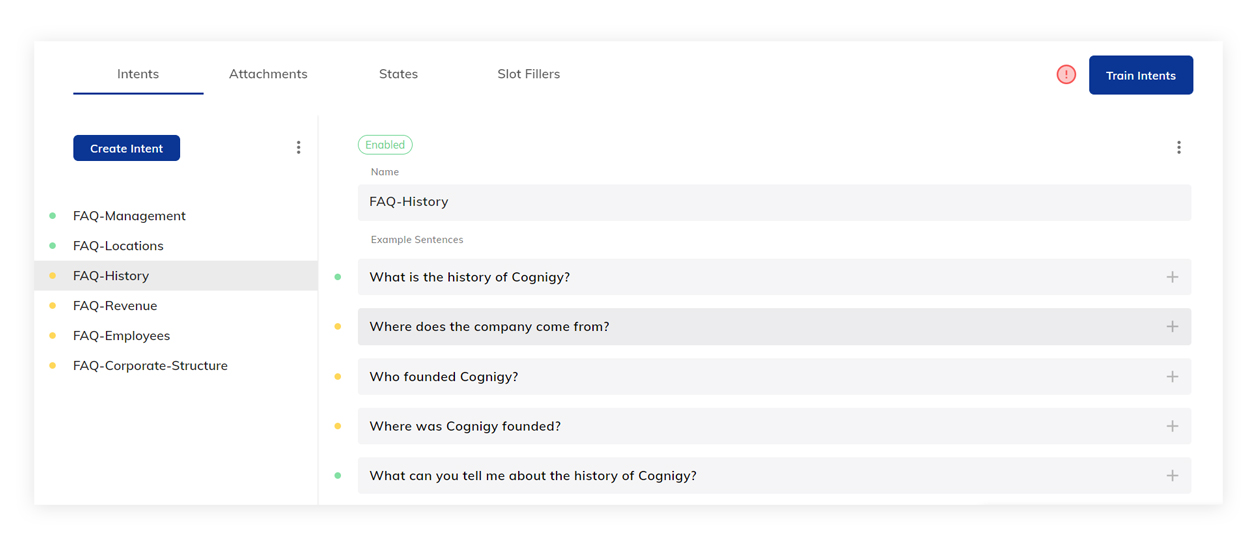 Intents Attachments States Slot Fillers ! Train Intents
Create Intent
FAQ-Management
FAQ-Locations
FAQ-History
FAQ-Revenue
FAQ-Employees
FAQ-Corporate-Structure
Enabled
Name
FAQ-History
Example Sentences
What is the history of Cognigy?
Where does the company come from?
Who founded Cognigy?
Where was Cognigy founded?
What can you tell me about the history of Cognigy?